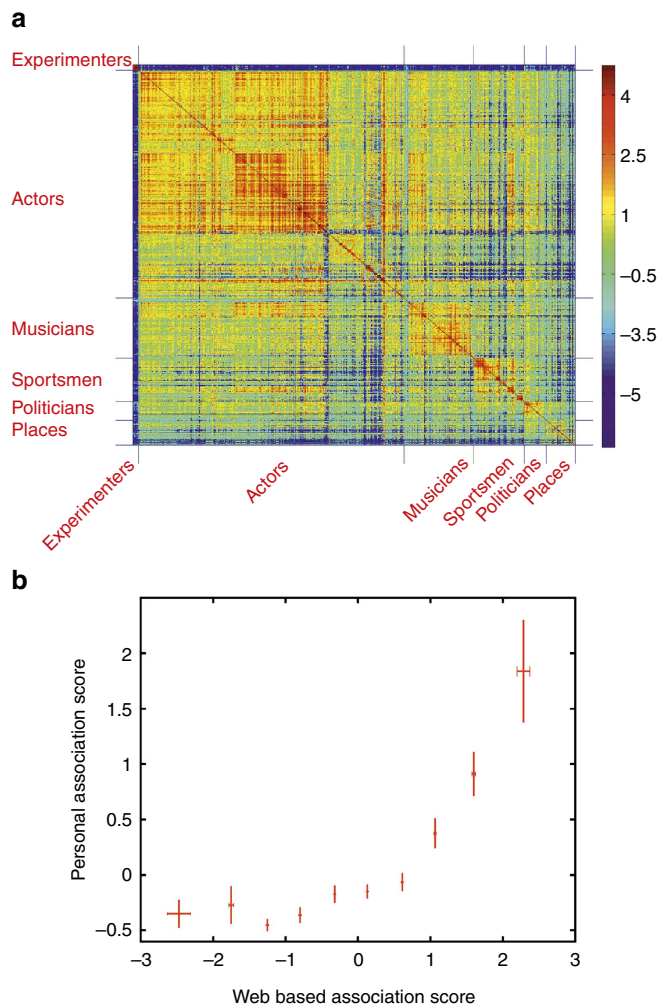 a
Experimenters
Actors
Musicians
Sportsmen
Politicians
Places
4
2.5
1
−0.5
−3.5
−5
Experimenters
Actors
Musicians
Sportsmen
Politicians
Places
b
Personal association score
2
1.5
1
0.5
0
−0.5
−3 −2 −1 0 1 2 3
Web based association score